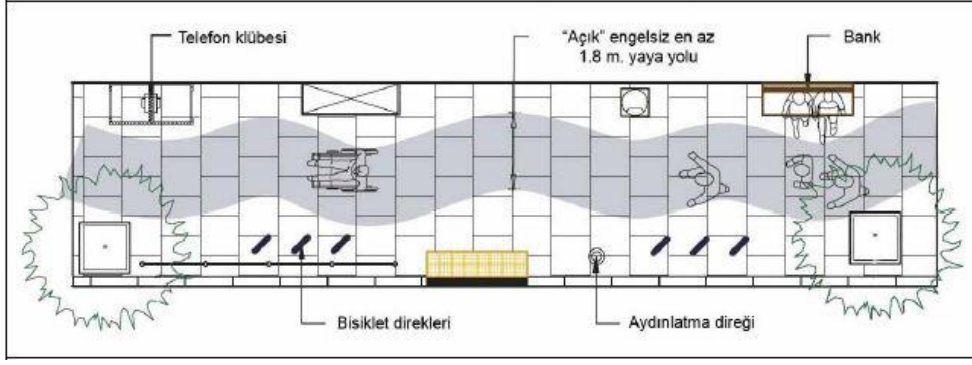 Telefon klübesi
"Açık" engelsiz en az
1.8 m. yaya yolu
Bank
Bisiklet direkleri
Aydınlatma direği